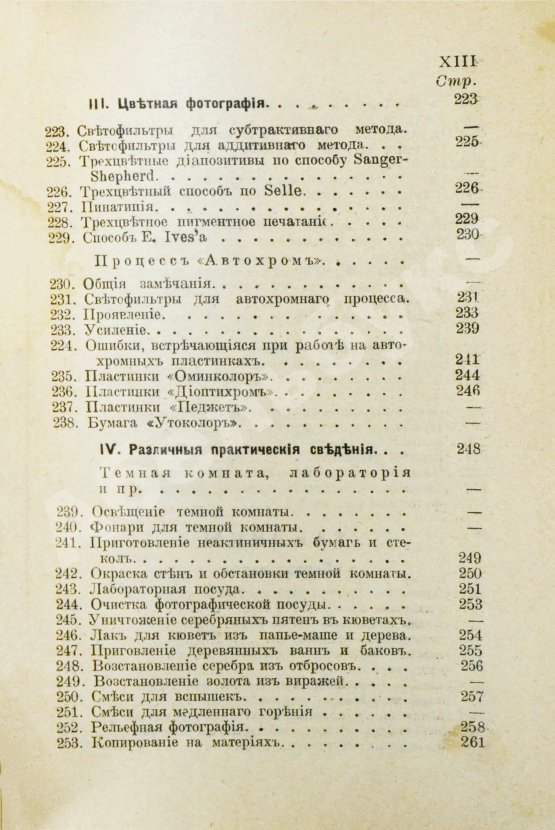 XIII
Стр.
III. Цвѣтная фотографія. . . . . . . . . 223
223. Свѣтофильтры для субтрактивнаго метода. —
224. Свѣтофильтры для аддитивнаго метода. . . 225
225. Трехцвѣтные діапозитивы по способу Sanger-
Shepherd. . . . . . . . . . . . . —
226. Трехцвѣтный способъ по Selle. . . . . . . 226
227. Пинатипія. . . . . . . . . . . . . —
228. Трехцвѣтное пигментное печатаніе. . . . . 229
229. Способъ E. Ives'a . . . . . . . . . . 230
Процессъ «Автохромъ». . . . . . —
230. Общія замѣчанія. . . . . . . . . . . —
231. Свѣтофильтры для автохромнаго процесса. 231
232. Проявленіе. . . . . . . . . . . . . 233
233. Усиленіе. . . . . . . . . . . . . . 239
224. Ошибки, встрѣчающіяся при работѣ на авто-
хромныхъ пластинкахъ. . . . . . . . . 241
235. Пластинки «Оминколоръ». . . . . . . . 244
236. Пластинки «Діоптихромъ». . . . . . . . 246
237. Пластинки «Педжетъ». . . . . . . . . —
238. Бумага «Утоколоръ». . . . . . . . . . —
IV. Различныя практическія свѣдѣнія. . . 248
Темная комната, лабораторія
и пр. . . . . . . . . . . . . . —
239. Освѣщеніе темной комнаты. . . . . . . —
240. Фонари для темной комнаты. . . . . . . —
241. Приготовленіе неактиничныхъ бумагъ и сте-
колъ. . . . . . . . . . . . . . . 249
242. Окраска стѣнъ и обстановки темной комнаты. 250
243. Лабораторная посуда. . . . . . . . . . 251
244. Очистка фотографической посуды. . . . . 253
245. Уничтоженіе серебряныхъ пятенъ въ кюветахъ. —
246. Лакъ для кюветъ изъ папье-маше и дерева. 254
247. Приговленіе деревянныхъ ваннъ и баковъ. 255
248. Возстановленіе серебра изъ отбросовъ. . . . 256
249. Возстановленіе золота изъ виражей. . . . . —
250. Смѣси для вспышекъ. . . . . . . . . . 257
251. Смѣси для медленнаго горѣнія . . . . . . —
252. Рельефная фотографія. . . . . . . . . . 258
253. Копированіе на матеріяхъ. . . . . . . . 261